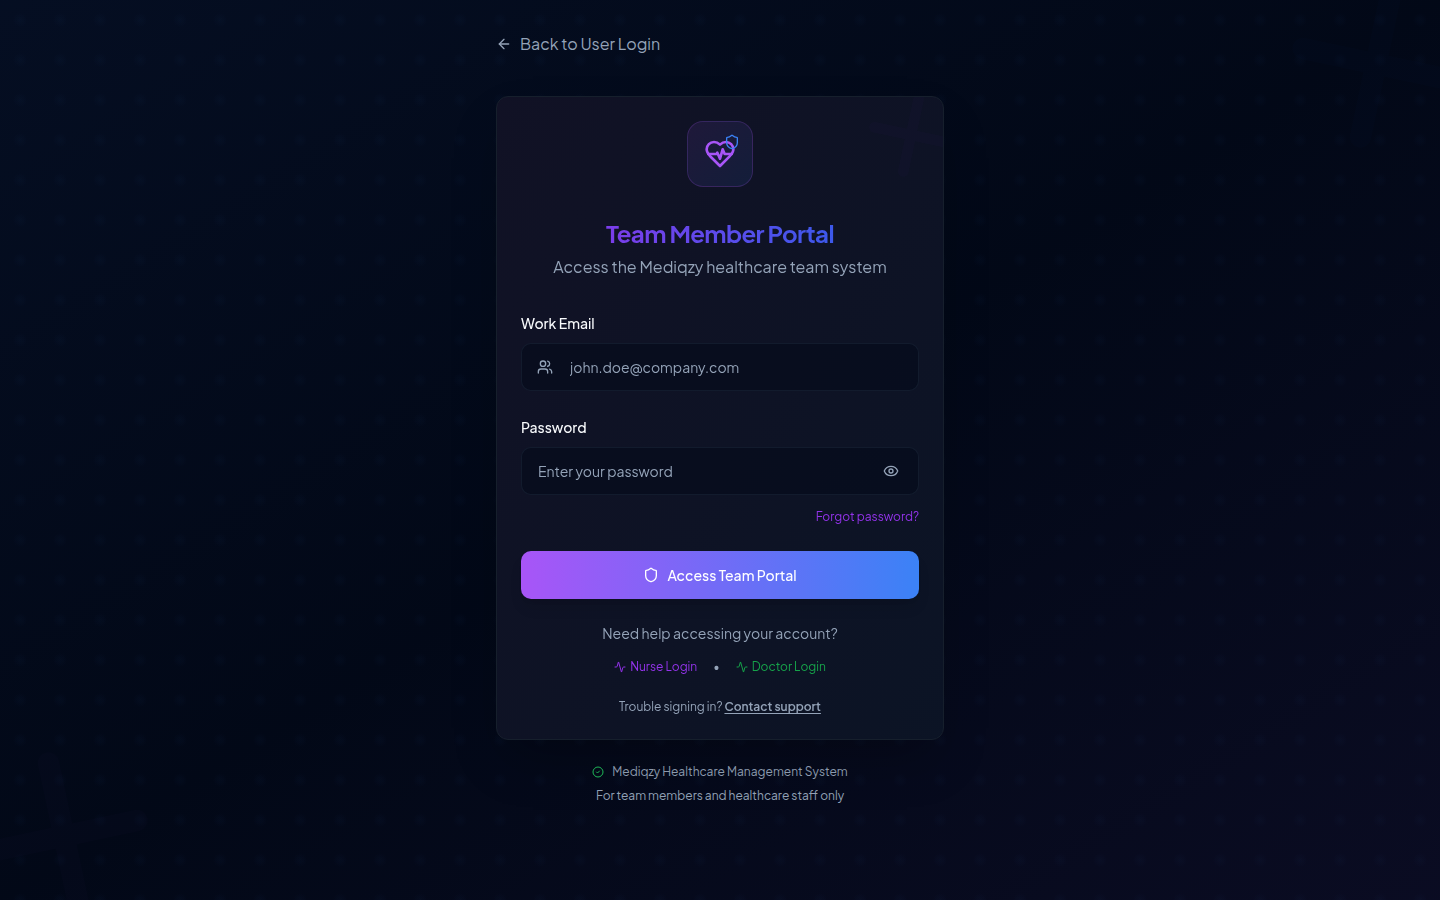 Back to User Login
Team Member Portal
Access the Mediqzy healthcare team system
Work Email
john.doe@company.com
Password
Enter your password
Forgot password?
Access Team Portal
Need help accessing your account?
Nurse Login • Doctor Login
Trouble signing in? Contact support
Mediqzy Healthcare Management System
For team members and healthcare staff only